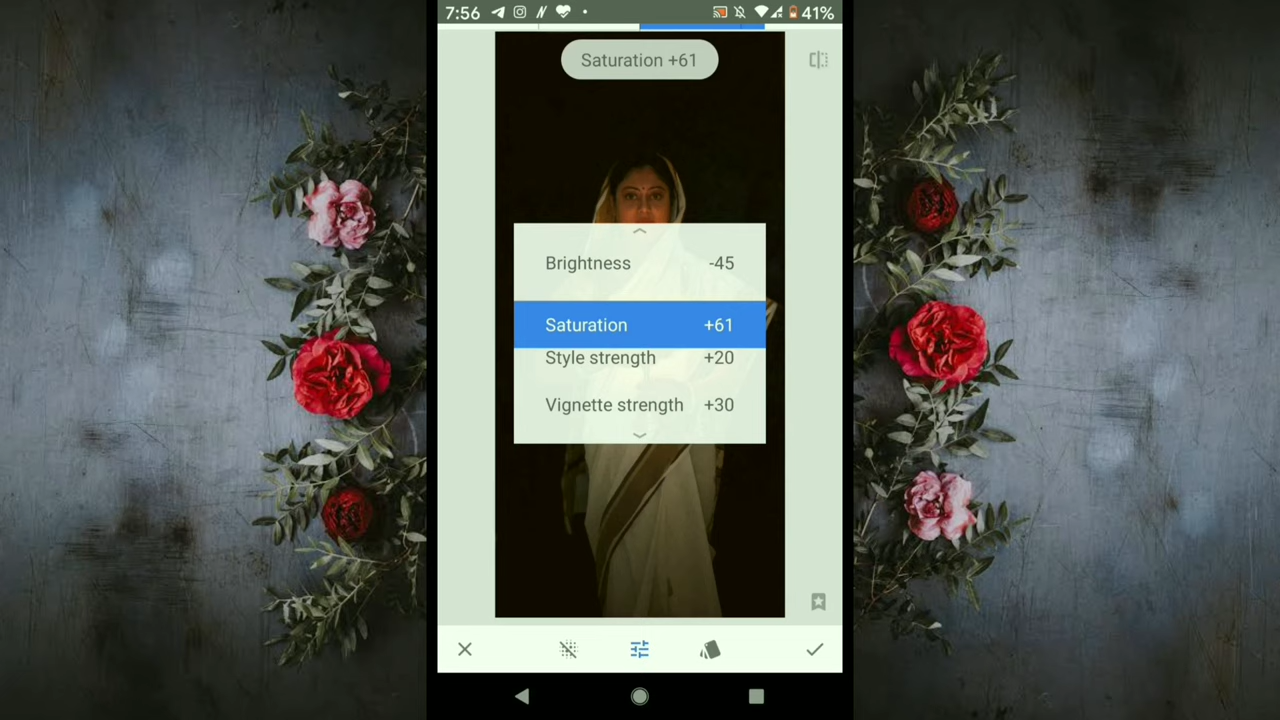 7:56 41%
Saturation +61
Brightness -45
Saturation +61
Style strength +20
Vignette strength +30